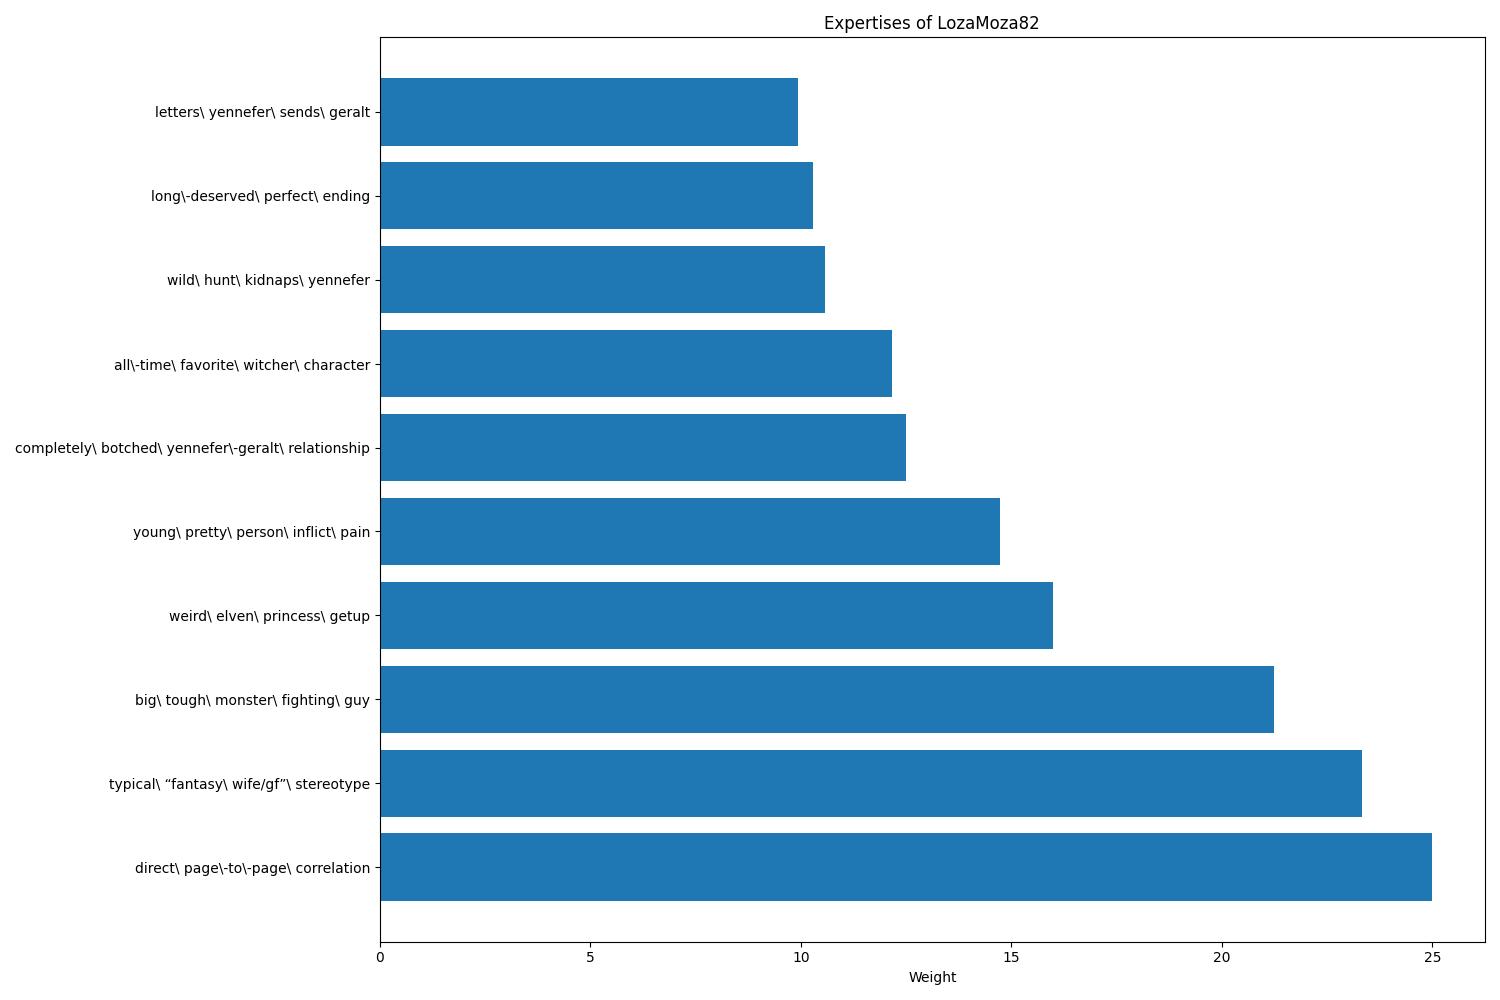 Expertises of LozaMoza82
letters\ yennefer\ sends\ geralt
long\-deserved\ perfect\ ending
wild\ hunt\ kidnaps\ yennefer
all\-time\ favorite\ witcher\ character
completely\ botched\ yennefer\-geralt\ relationship
young\ pretty\ person\ inflict\ pain
weird\ elven\ princess\ getup
big\ tough\ monster\ fighting\ guy
typical\ “fantasy\ wife/gf”\ stereotype
direct\ page\-to\-page\ correlation
0 5 10 15 20 25
Weight